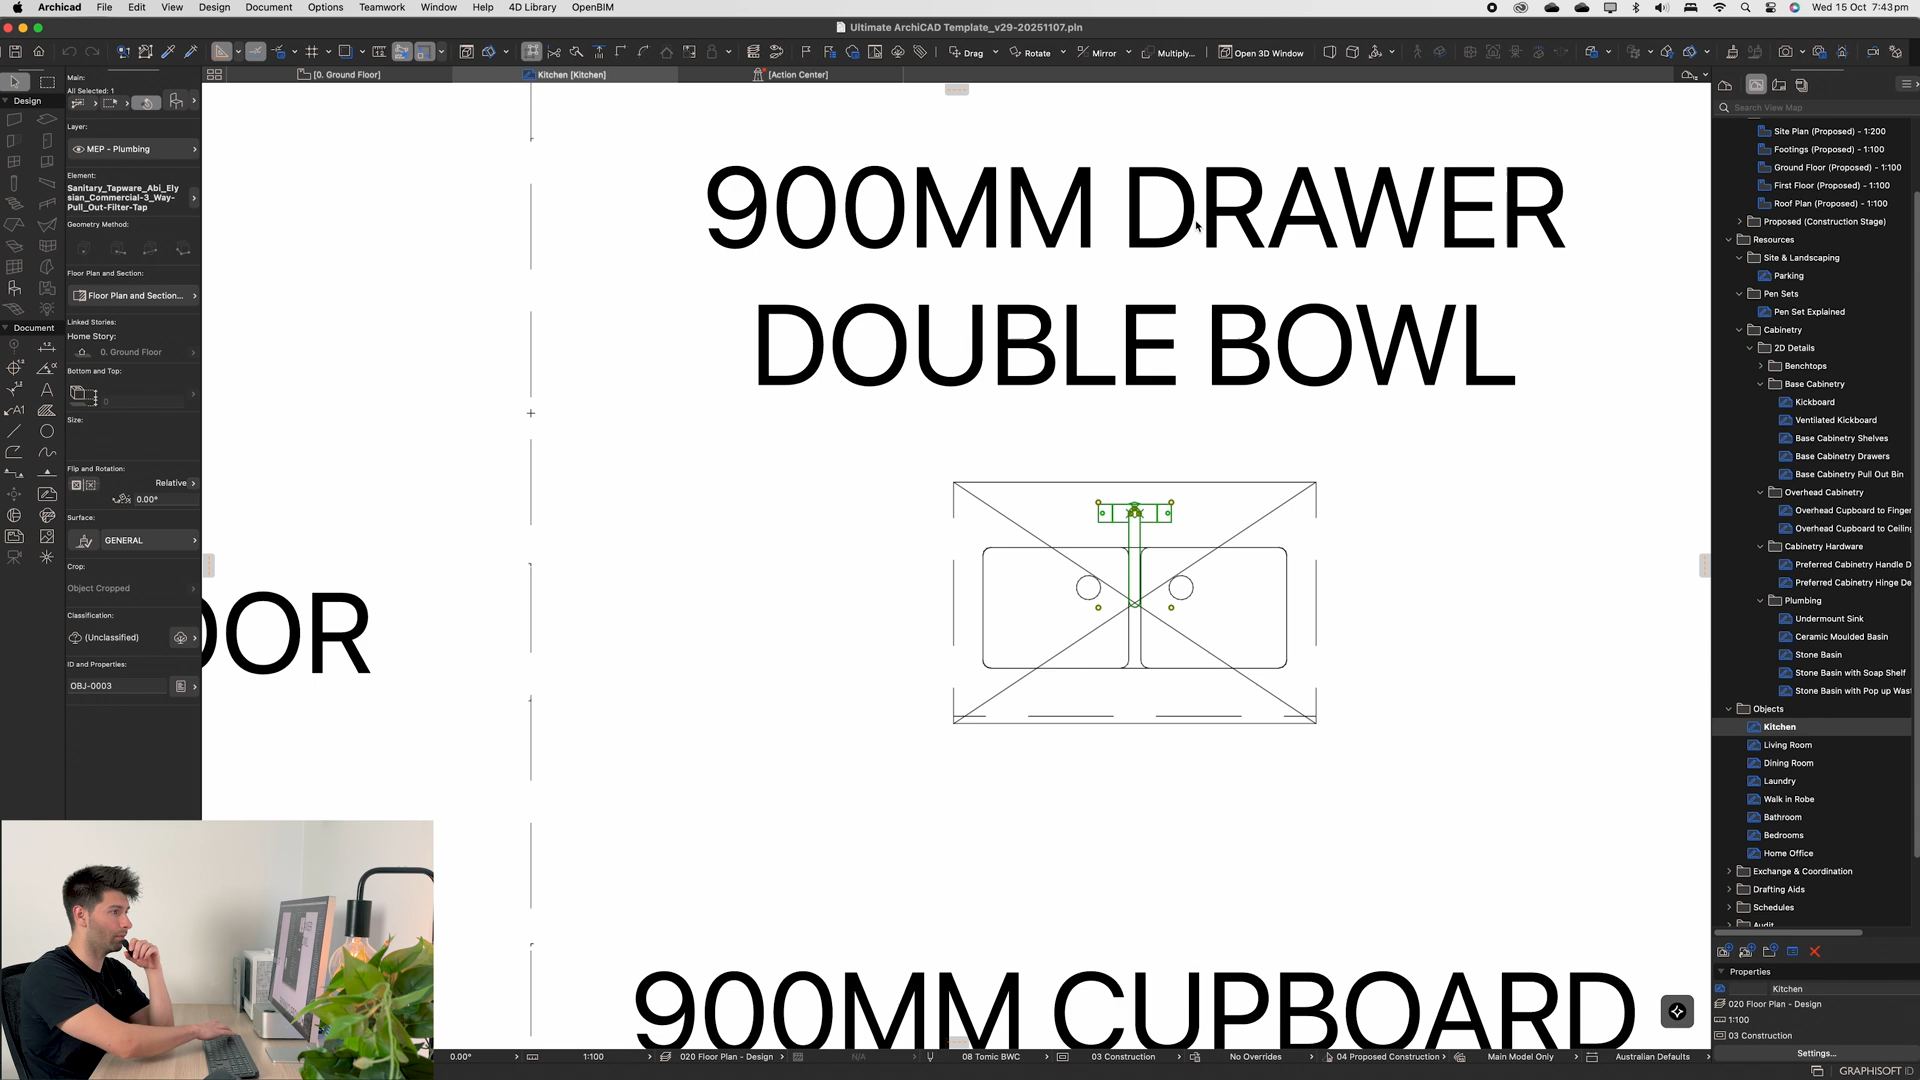 Archicad File Edit View Design Document Options Teamwork Window Help 4D Library OpenBIM Wed 15 Oct 7:43pm
Ultimate ArchiCAD Template_v29-20251107.pln
Drag Rotate Mirror Multiply... Open 3D Window
[0. Ground Floor] Kitchen [Kitchen] [Action Center]
Main:
All Selected: 1
Layer:
MEP - Plumbing
Element:
Sanitary_Tapware_Abi_Ely
sian_Commercial-3_Way-
Pull_Out-Filter-Tap
Geometry Method:
Floor Plan and Section:
Floor Plan and Section...
Linked Stories:
Home Story:
0. Ground Floor
Bottom and Top:
0
Size:
Flip and Rotation:
Relative
0.00°
Surface:
GENERAL
Crop:
Object Cropped
Classification:
(Unclassified)
ID and Properties:
OBJ-0003
Design
Document
900MM DRAWER
DOUBLE BOWL
OOR
900MM CUPBOARD
Search View Map
Site Plan (Proposed) - 1:200
Footings (Proposed) - 1:100
Ground Floor (Proposed) - 1:100
First Floor (Proposed) - 1:100
Roof Plan (Proposed) - 1:100
Proposed (Construction Stage)
Resources
Site & Landscaping
Parking
Pen Sets
Pen Set Explained
Cabinetry
2D Details
Benchtops
Base Cabinetry
Kickboard
Ventilated Kickboard
Base Cabinetry Shelves
Base Cabinetry Drawers
Base Cabinetry Pull Out Bin
Overhead Cabinetry
Overhead Cupboard to Finger
Overhead Cupboard to Ceiling
Cabinetry Hardware
Preferred Cabinetry Handle D
Preferred Cabinetry Hinge De
Plumbing
Undermount Sink
Ceramic Moulded Basin
Stone Basin
Stone Basin with Soap Shelf
Stone Basin with Pop up Was
Objects
Kitchen
Living Room
Dining Room
Laundry
Walk in Robe
Bathroom
Bedrooms
Home Office
Exchange & Coordination
Drafting Aids
Schedules
Audit
Properties
Kitchen
020 Floor Plan - Design
1:100
03 Construction
Settings...
0.00° 1:100 020 Floor Plan - Design N/A 08 Tomic BWC 03 Construction No Overrides 04 Proposed Construction Main Model Only Australian Defaults
GRAPHISOFT ID